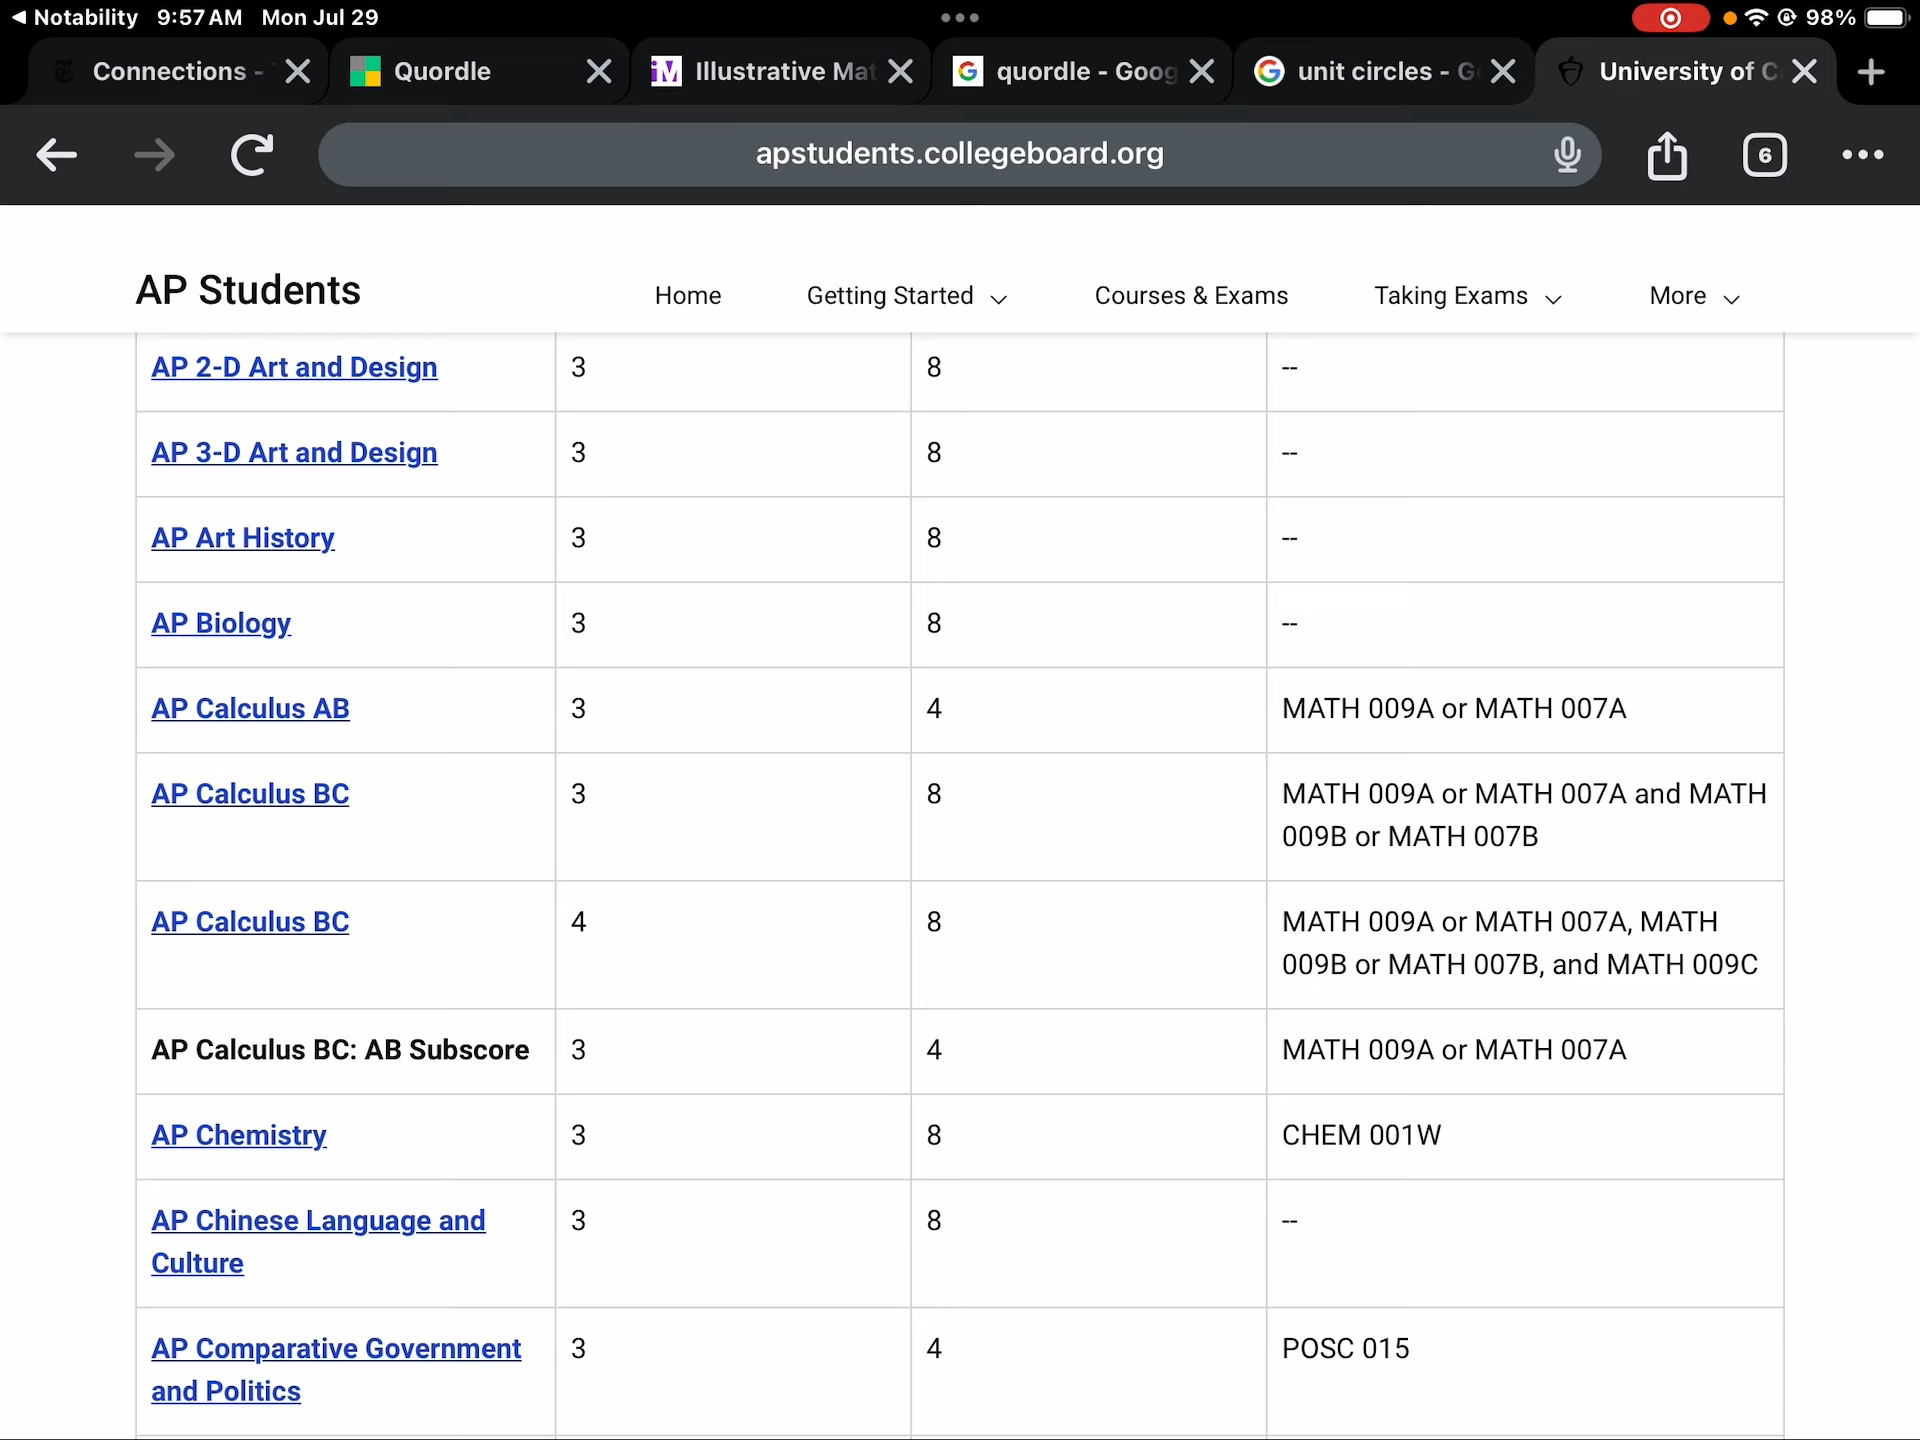 Notability 9:57 AM Mon Jul 29 98%
Connections - Quordle Illustrative Mat quordle - Goog unit circles - G University of C
apstudents.collegeboard.org 6
AP Students Home Getting Started Courses & Exams Taking Exams More
AP 2-D Art and Design 3 8 --
AP 3-D Art and Design 3 8 --
AP Art History 3 8 --
AP Biology 3 8 --
AP Calculus AB 3 4 MATH 009A or MATH 007A
AP Calculus BC 3 8 MATH 009A or MATH 007A and MATH
009B or MATH 007B
AP Calculus BC 4 8 MATH 009A or MATH 007A, MATH
009B or MATH 007B, and MATH 009C
AP Calculus BC: AB Subscore 3 4 MATH 009A or MATH 007A
AP Chemistry 3 8 CHEM 001W
AP Chinese Language and 3 8 --
Culture
AP Comparative Government 3 4 POSC 015
and Politics